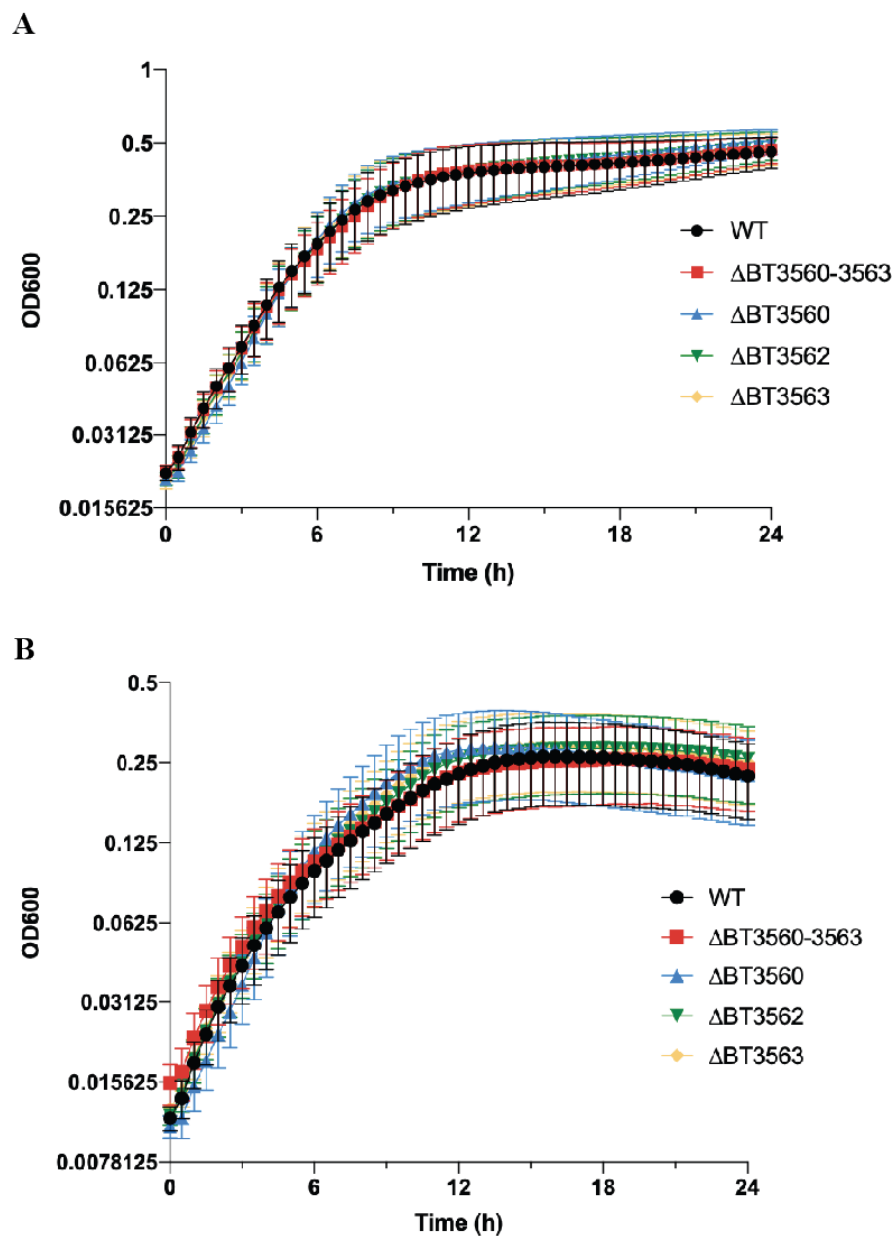 A
1
0.5
0.25
0.125
0.0625
0.03125
0.015625
OD600
0 6 12 18 24
Time (h)
WT
ΔBT3560-3563
ΔBT3560
ΔBT3562
ΔBT3563
B
0.5
0.25
0.125
0.0625
0.03125
0.015625
0.0078125
OD600
0 6 12 18 24
Time (h)
WT
ΔBT3560-3563
ΔBT3560
ΔBT3562
ΔBT3563